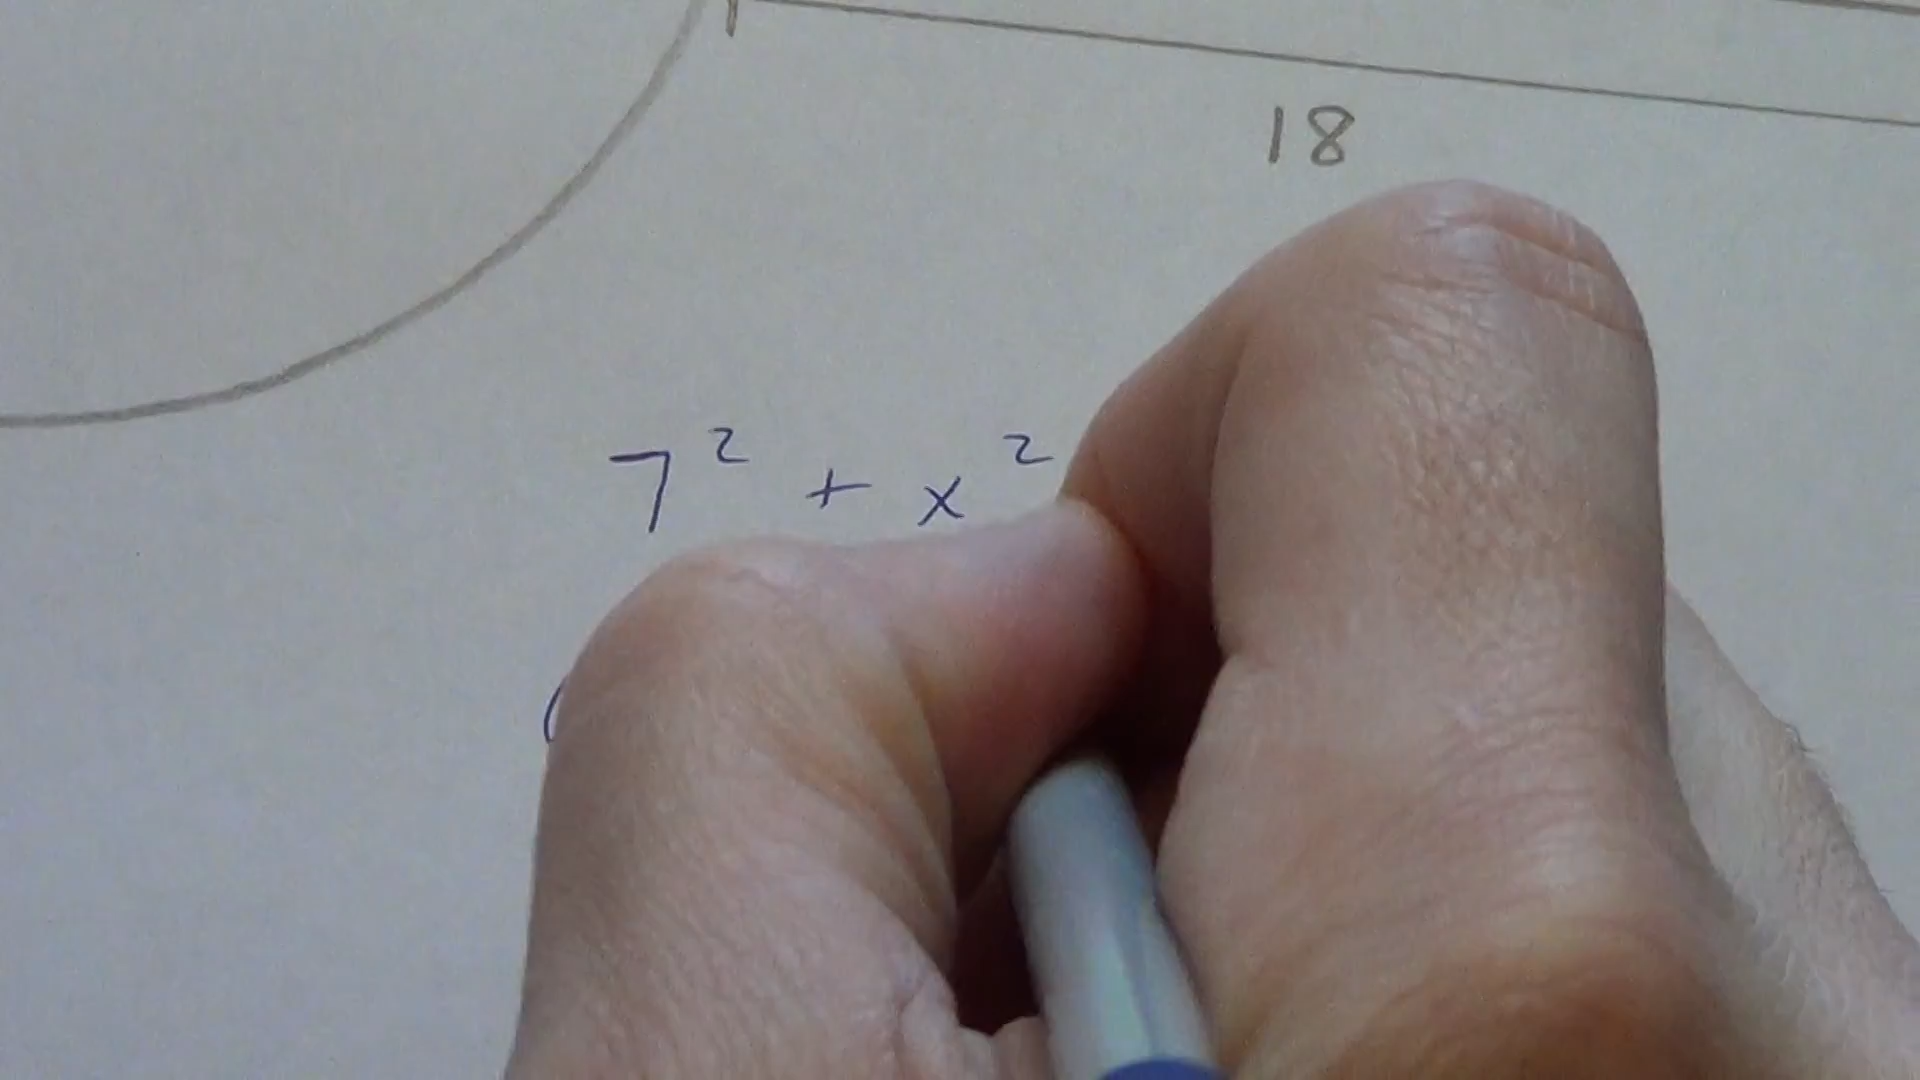 18
7² + x²
(